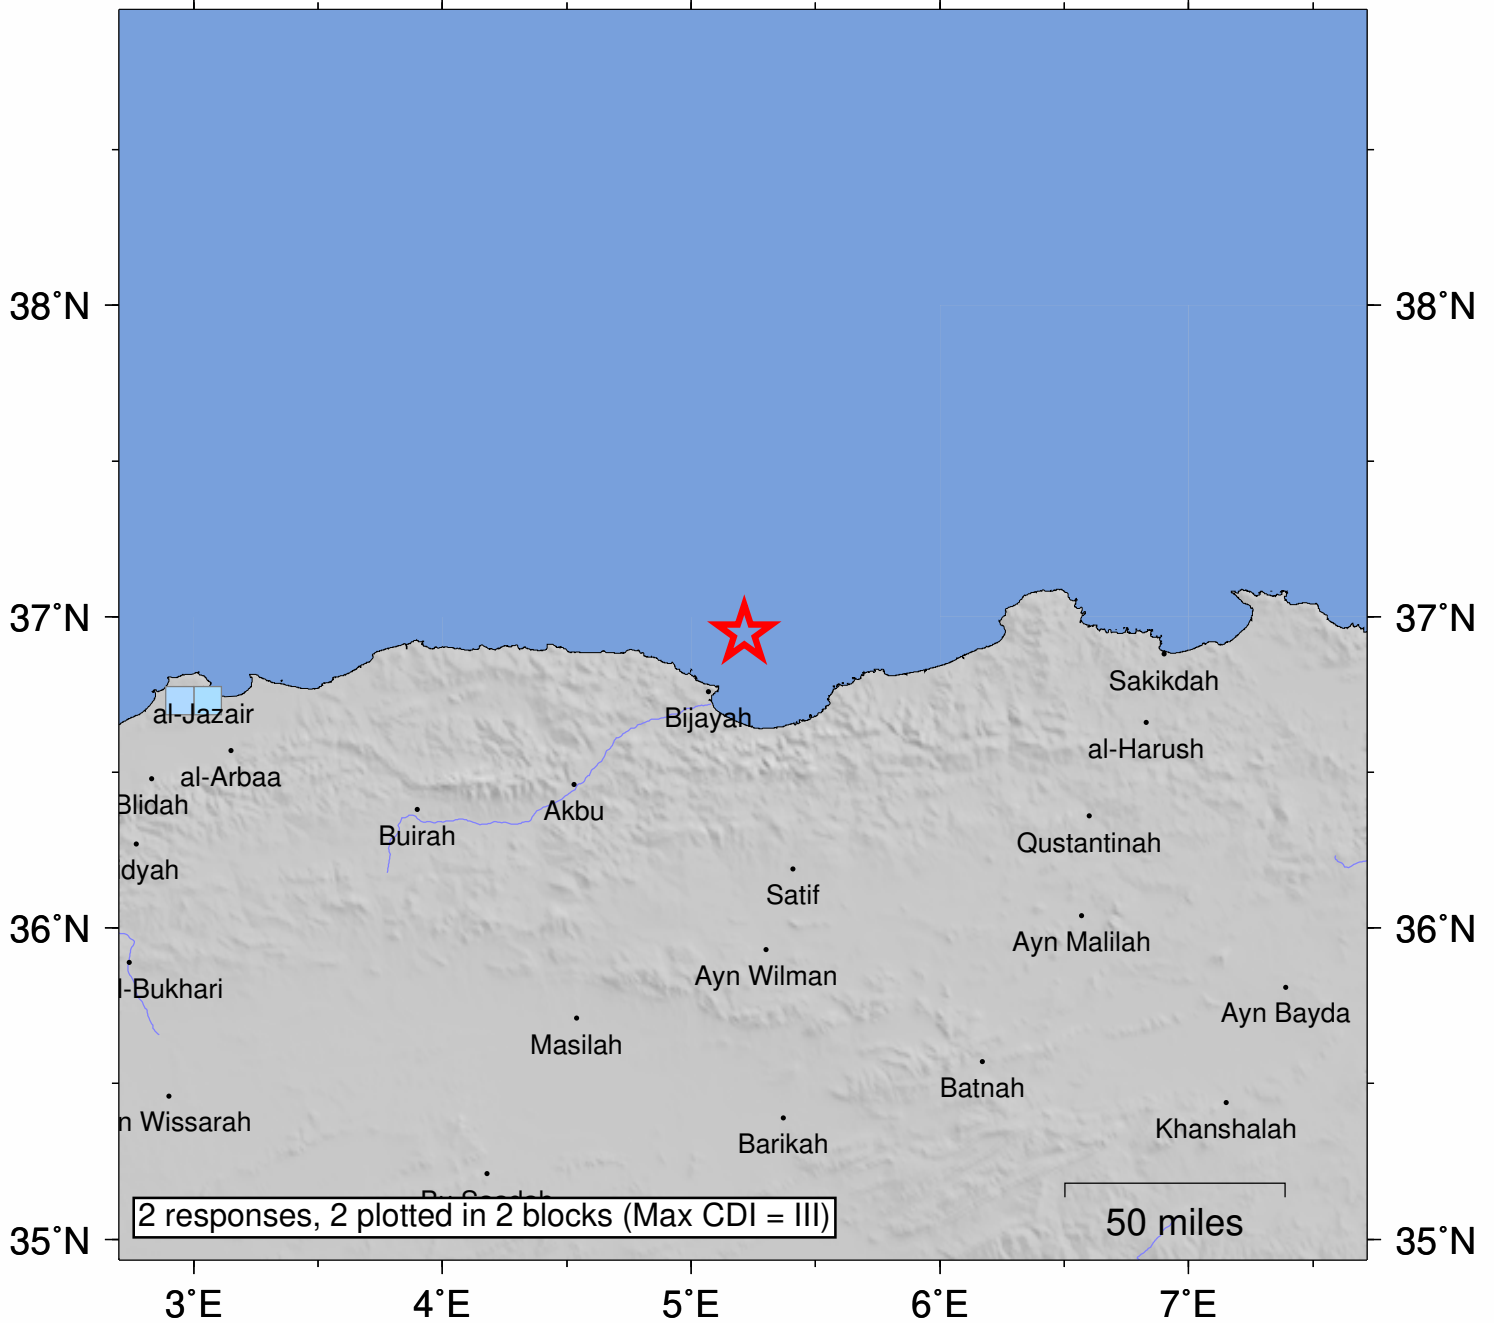 38°N
38°N
37°N
37°N
Sakikdah
al-Jazair
Bijayah
al-Harush
al-Arbaa
Blidah
Akbu
Buirah
Qustantinah
dyah
Satif
36°N
36°N
Ayn Malilah
Ayn Wilman
l-Bukhari
Ayn Bayda
Masilah
Batnah
n Wissarah
Khanshalah
Barikah
2 responses, 2 plotted in 2 blocks (Max CDI = III)
50 miles
35°N
35°N
3°E
4°E
5°E
6°E
7°E